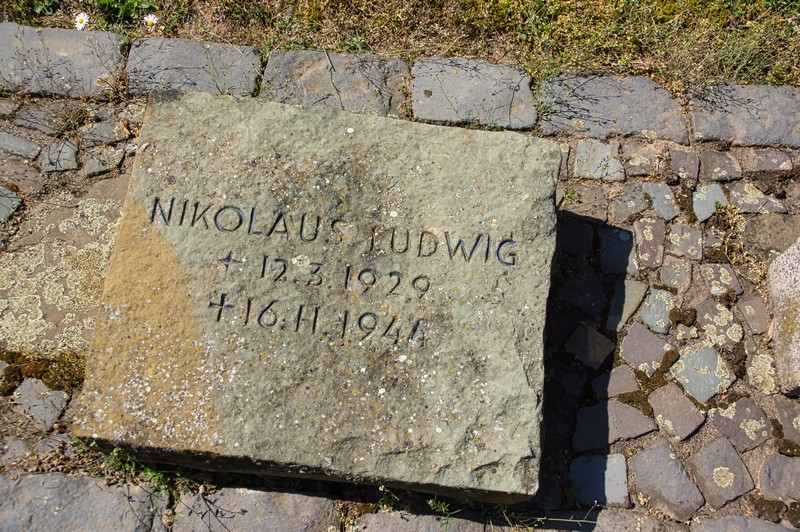 NIKOLAUS LUDWIG
+ 12.3.1929
+ 16.11.1944